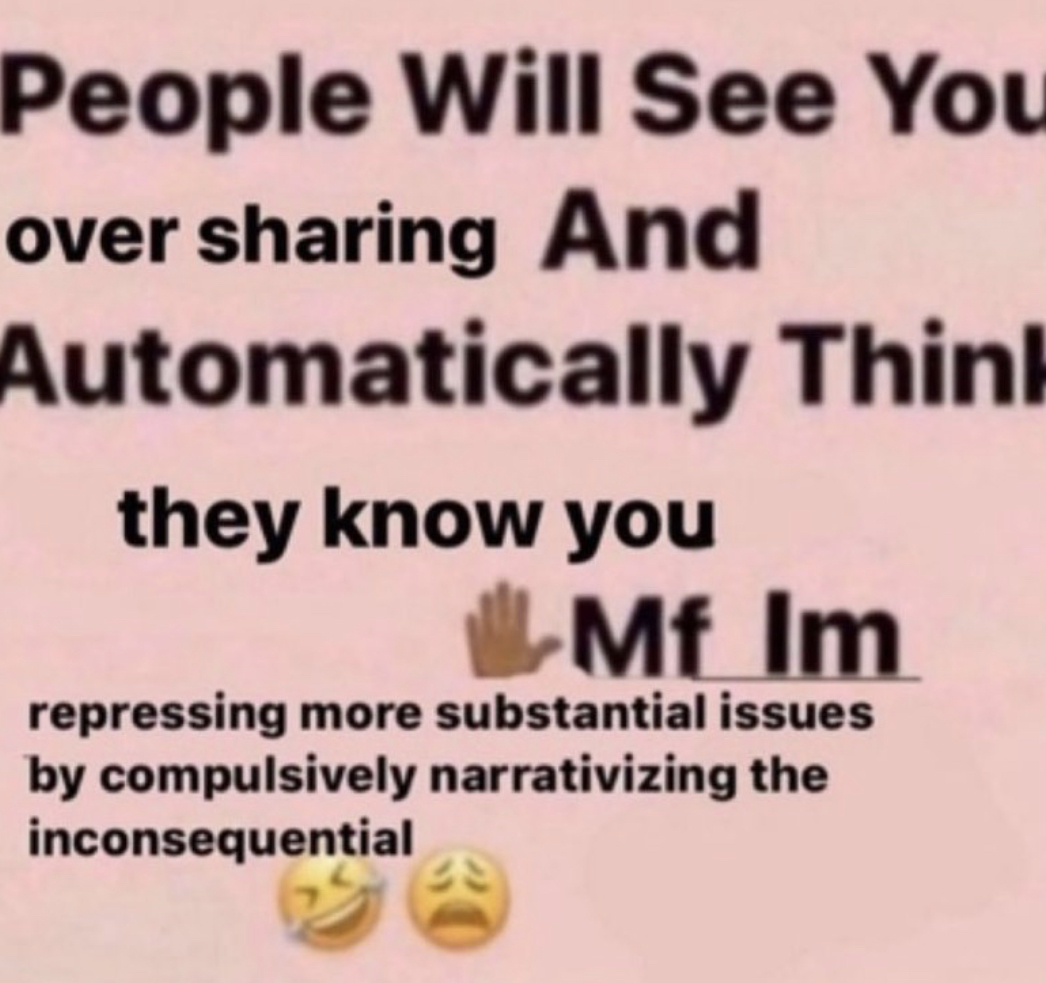 People Will See You
over sharing And
Automatically Think
they know you
✋🏾Mf Im
repressing more substantial issues
by compulsively narrativizing the
inconsequential
🤣😩